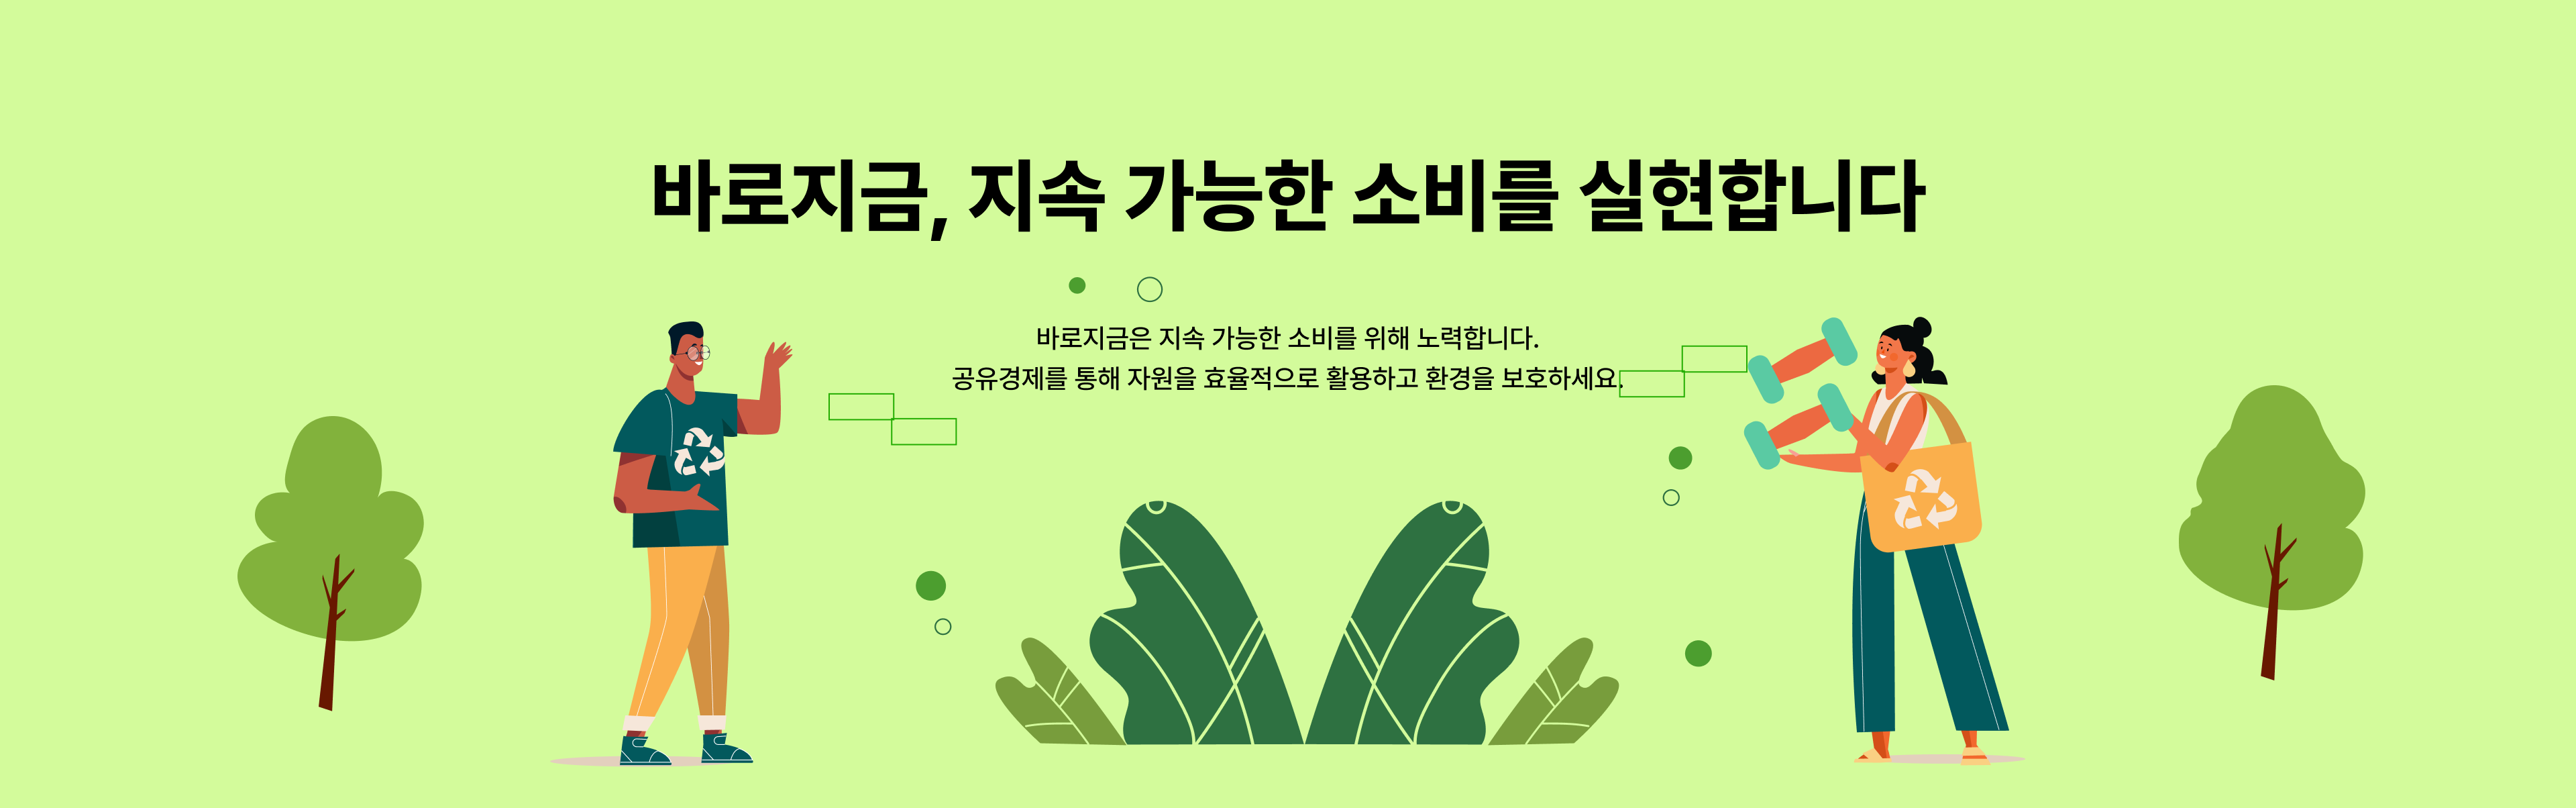 바로지금, 지속 가능한 소비를 실현합니다
바로지금은 지속 가능한 소비를 위해 노력합니다.
공유경제를 통해 자원을 효율적으로 활용하고 환경을 보호하세요.